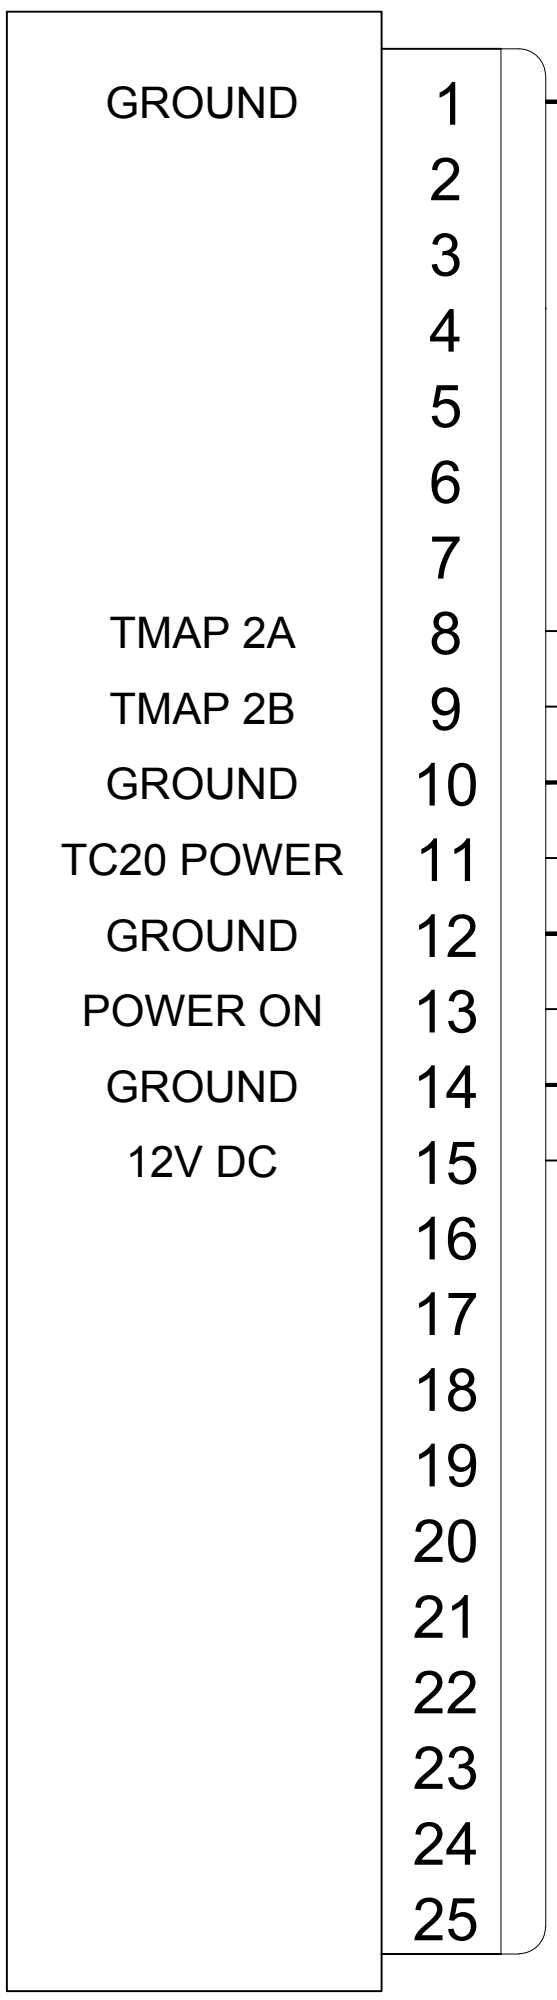 GROUND 1
2
3
4
5
6
7
TMAP 2A 8
TMAP 2B 9
GROUND 10
TC20 POWER 11
GROUND 12
POWER ON 13
GROUND 14
12V DC 15
16
17
18
19
20
21
22
23
24
25